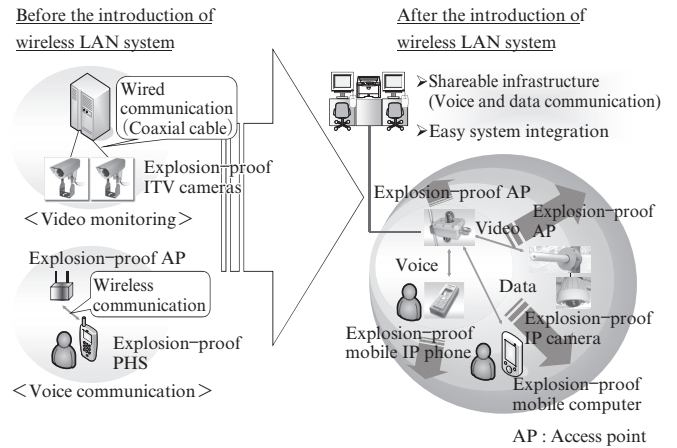 Before the introduction of
wireless LAN system
Wired
communication
(Coaxial cable)
Explosion-proof
ITV cameras
<Video monitoring>
Explosion-proof AP
Wireless
communication
Explosion-proof
PHS
<Voice communication>
After the introduction of
wireless LAN system
➢Shareable infrastructure
(Voice and data communication)
➢Easy system integration
Explosion-proof AP
Video
Explosion-proof
AP
Voice
Data
Explosion-proof
mobile IP phone
Explosion-proof
IP camera
Explosion-proof
mobile computer
AP : Access point